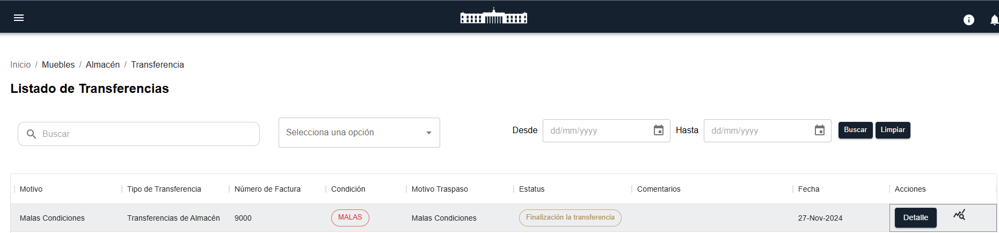 Inicio / Muebles / Almacén / Transferencia
Listado de Transferencias
Buscar
Selecciona una opción
Desde dd/mm/yyyy Hasta dd/mm/yyyy Buscar Limpiar
Motivo Tipo de Transferencia Número de Factura Condición Motivo Traspaso Estatus Comentarios Fecha Acciones
Malas Condiciones Transferencias de Almacén 9000 MALAS Malas Condiciones Finalización la transferencia 27-Nov-2024 Detalle